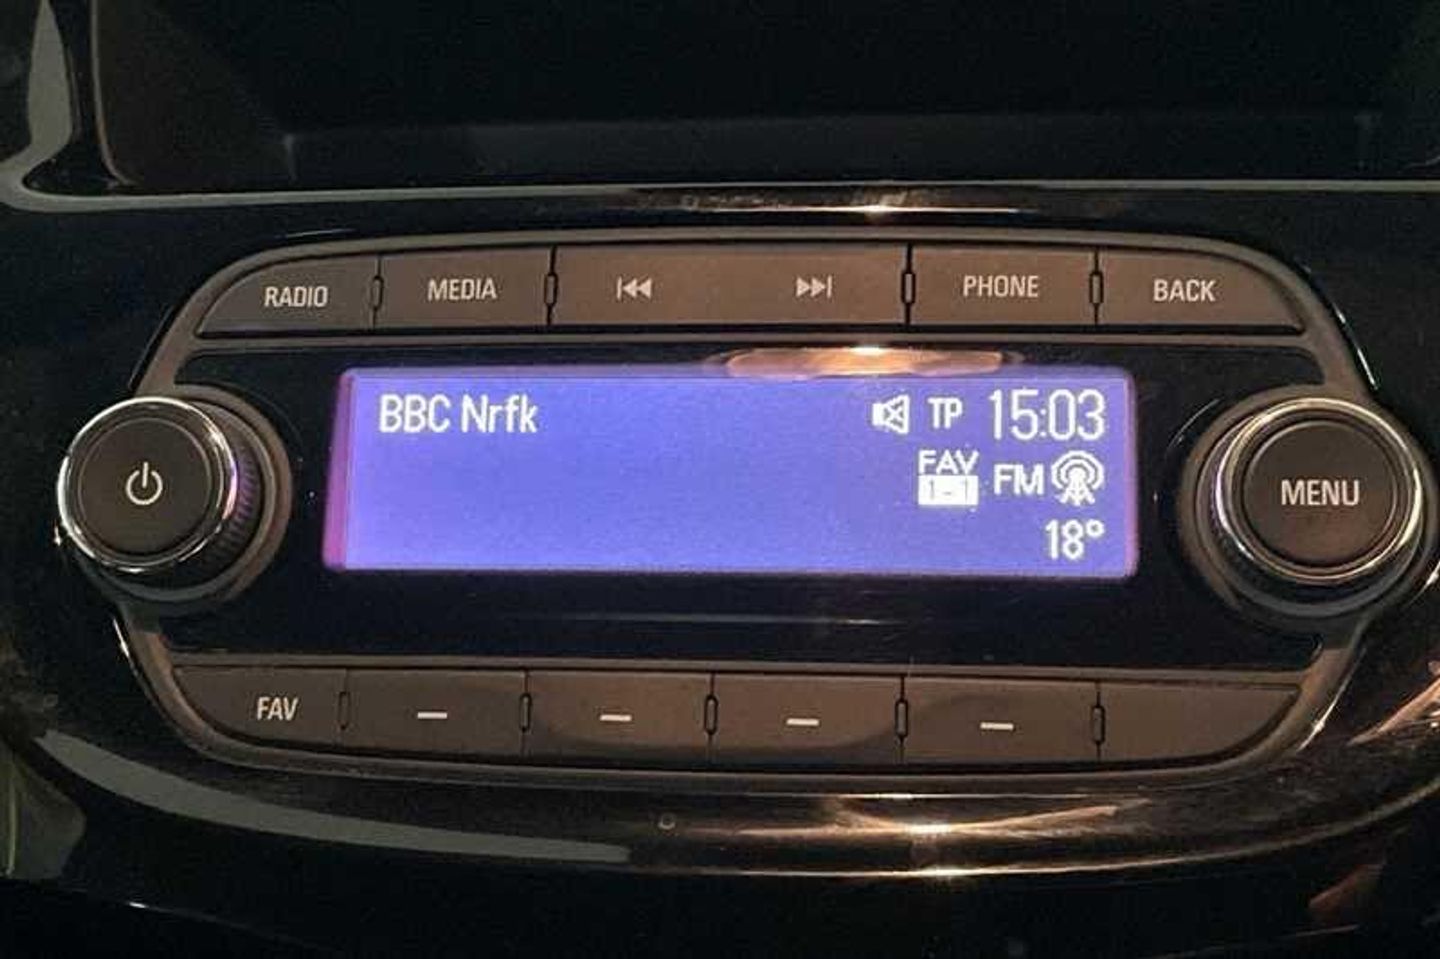 RADIO MEDIA PHONE BACK
BBC Nrfk TP 15:03
FAV FM
1-1
18°
MENU
FAV